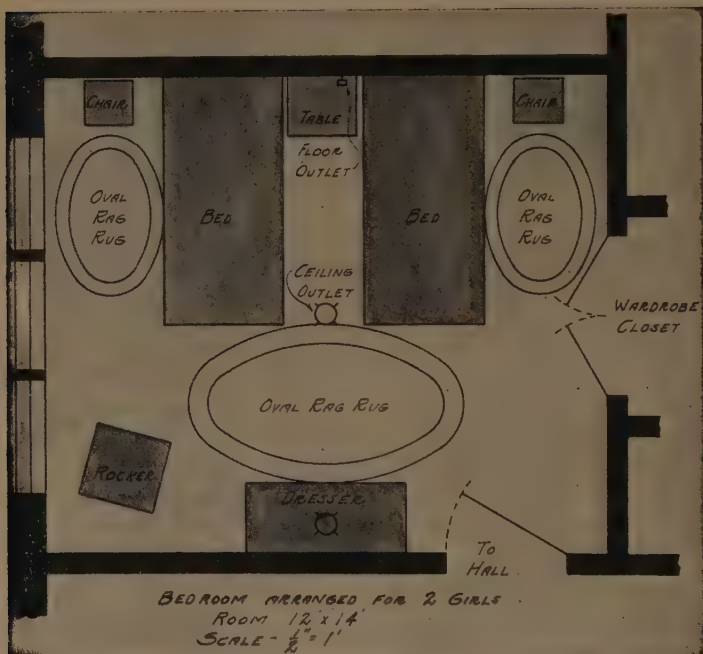 CHAIR
TABLE
CHAIR
FLOOR
OUTLET
OVAL
RAG
RUG
BED
BED
OVAL
RAG
RUG
CEILING
OUTLET
WARDROBE
CLOSET
OVAL RAG RUG
ROCKER
DRESSER
TO
HALL
BEDROOM ARRANGED FOR 2 GIRLS
ROOM 12'x14'
SCALE - 1/2" = 1'